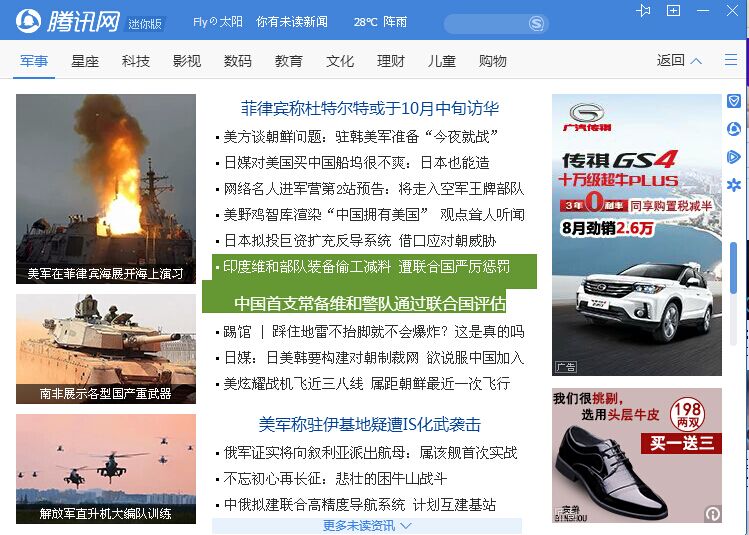 腾讯网 迷你版 Fly⊙太阳 你有未读新闻 28℃ 阵雨
军事 星座 科技 影视 数码 教育 文化 理财 儿童 购物 返回
美军在菲律宾海展开海上演习
南非展示各型国产重武器
解放军直升机大编队训练
菲律宾称杜特尔特或于10月中旬访华
美方谈朝鲜问题：驻韩美军准备“今夜就战”
日媒对美国买中国船坞很不爽：日本也能造
网络名人进军营第2站预告：将走入空军王牌部队
美野鸡智库渲染“中国拥有美国” 观点耸人听闻
日本拟投巨资扩充反导系统 借口应对朝威胁
印度维和部队装备偷工减料 遭联合国严厉惩罚
中国首支常备维和警队通过联合国评估
踢馆 | 踩住地雷不抬脚就不会爆炸？这是真的吗
日媒：日美韩要构建对朝制裁网 欲说服中国加入
美炫耀战机飞近三八线 属距朝鲜最近一次飞行
美军称驻伊基地疑遭IS化武袭击
俄军证实将向叙利亚派出航母：属该舰首次实战
不忘初心再长征：悲壮的困牛山战斗
中俄拟建联合高精度导航系统 计划互建基站
更多未读资讯
广汽传祺
传祺GS4
十万级超牛PLUS
3年0利率 同享购置税减半
8月劲销2.6万
广告
我们很挑剔,
选用头层牛皮
198
两双
买一送三
宾弟
BINGHOU